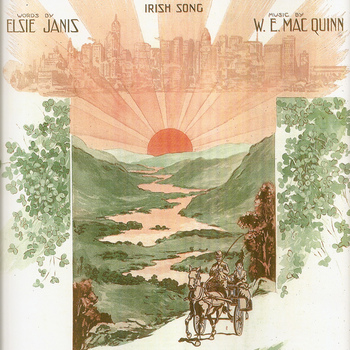 IRISH SONG
WORDS BY
ELSIE JANIS
MUSIC BY
W. E. MAC QUINN